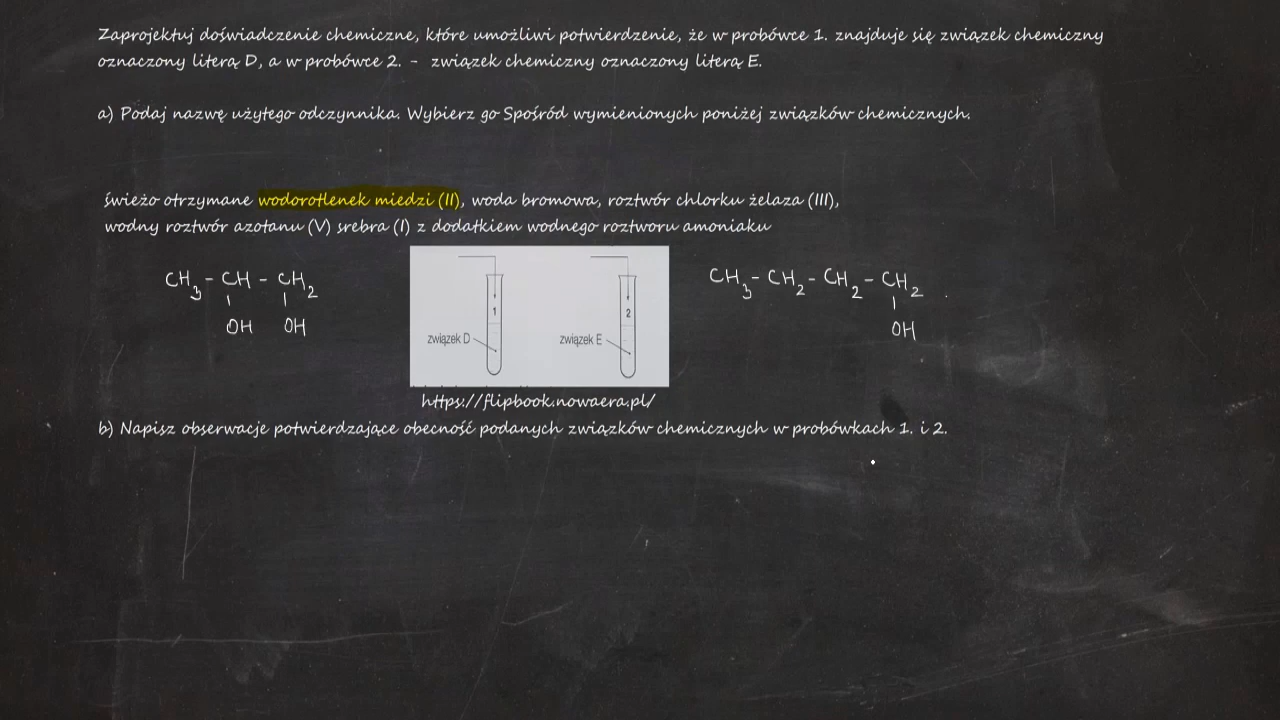 Zaprojektuj doświadczenie chemiczne, które umożliwi potwierdzenie, że w probówce 1. znajduje się związek chemiczny
oznaczony literą D, a w probówce 2. - związek chemiczny oznaczony literą E.
a) Podaj nazwę użytego odczynnika. Wybierz go Spośród wymienionych poniżej związków chemicznych.
świeżo otrzymane wodorotlenek miedzi (II), woda bromowa, roztwór chlorku żelaza (III),
wodny roztwór azotanu (V) srebra (I) z dodatkiem wodnego roztworu amoniaku
CH3 - CH - CH2
OH OH
1
związek D
2
związek E
CH3 - CH2 - CH2 - CH2
OH
https://flipbook.nowaera.pl/
b) Napisz obserwacje potwierdzające obecność podanych związków chemicznych w probówkach 1. i 2.